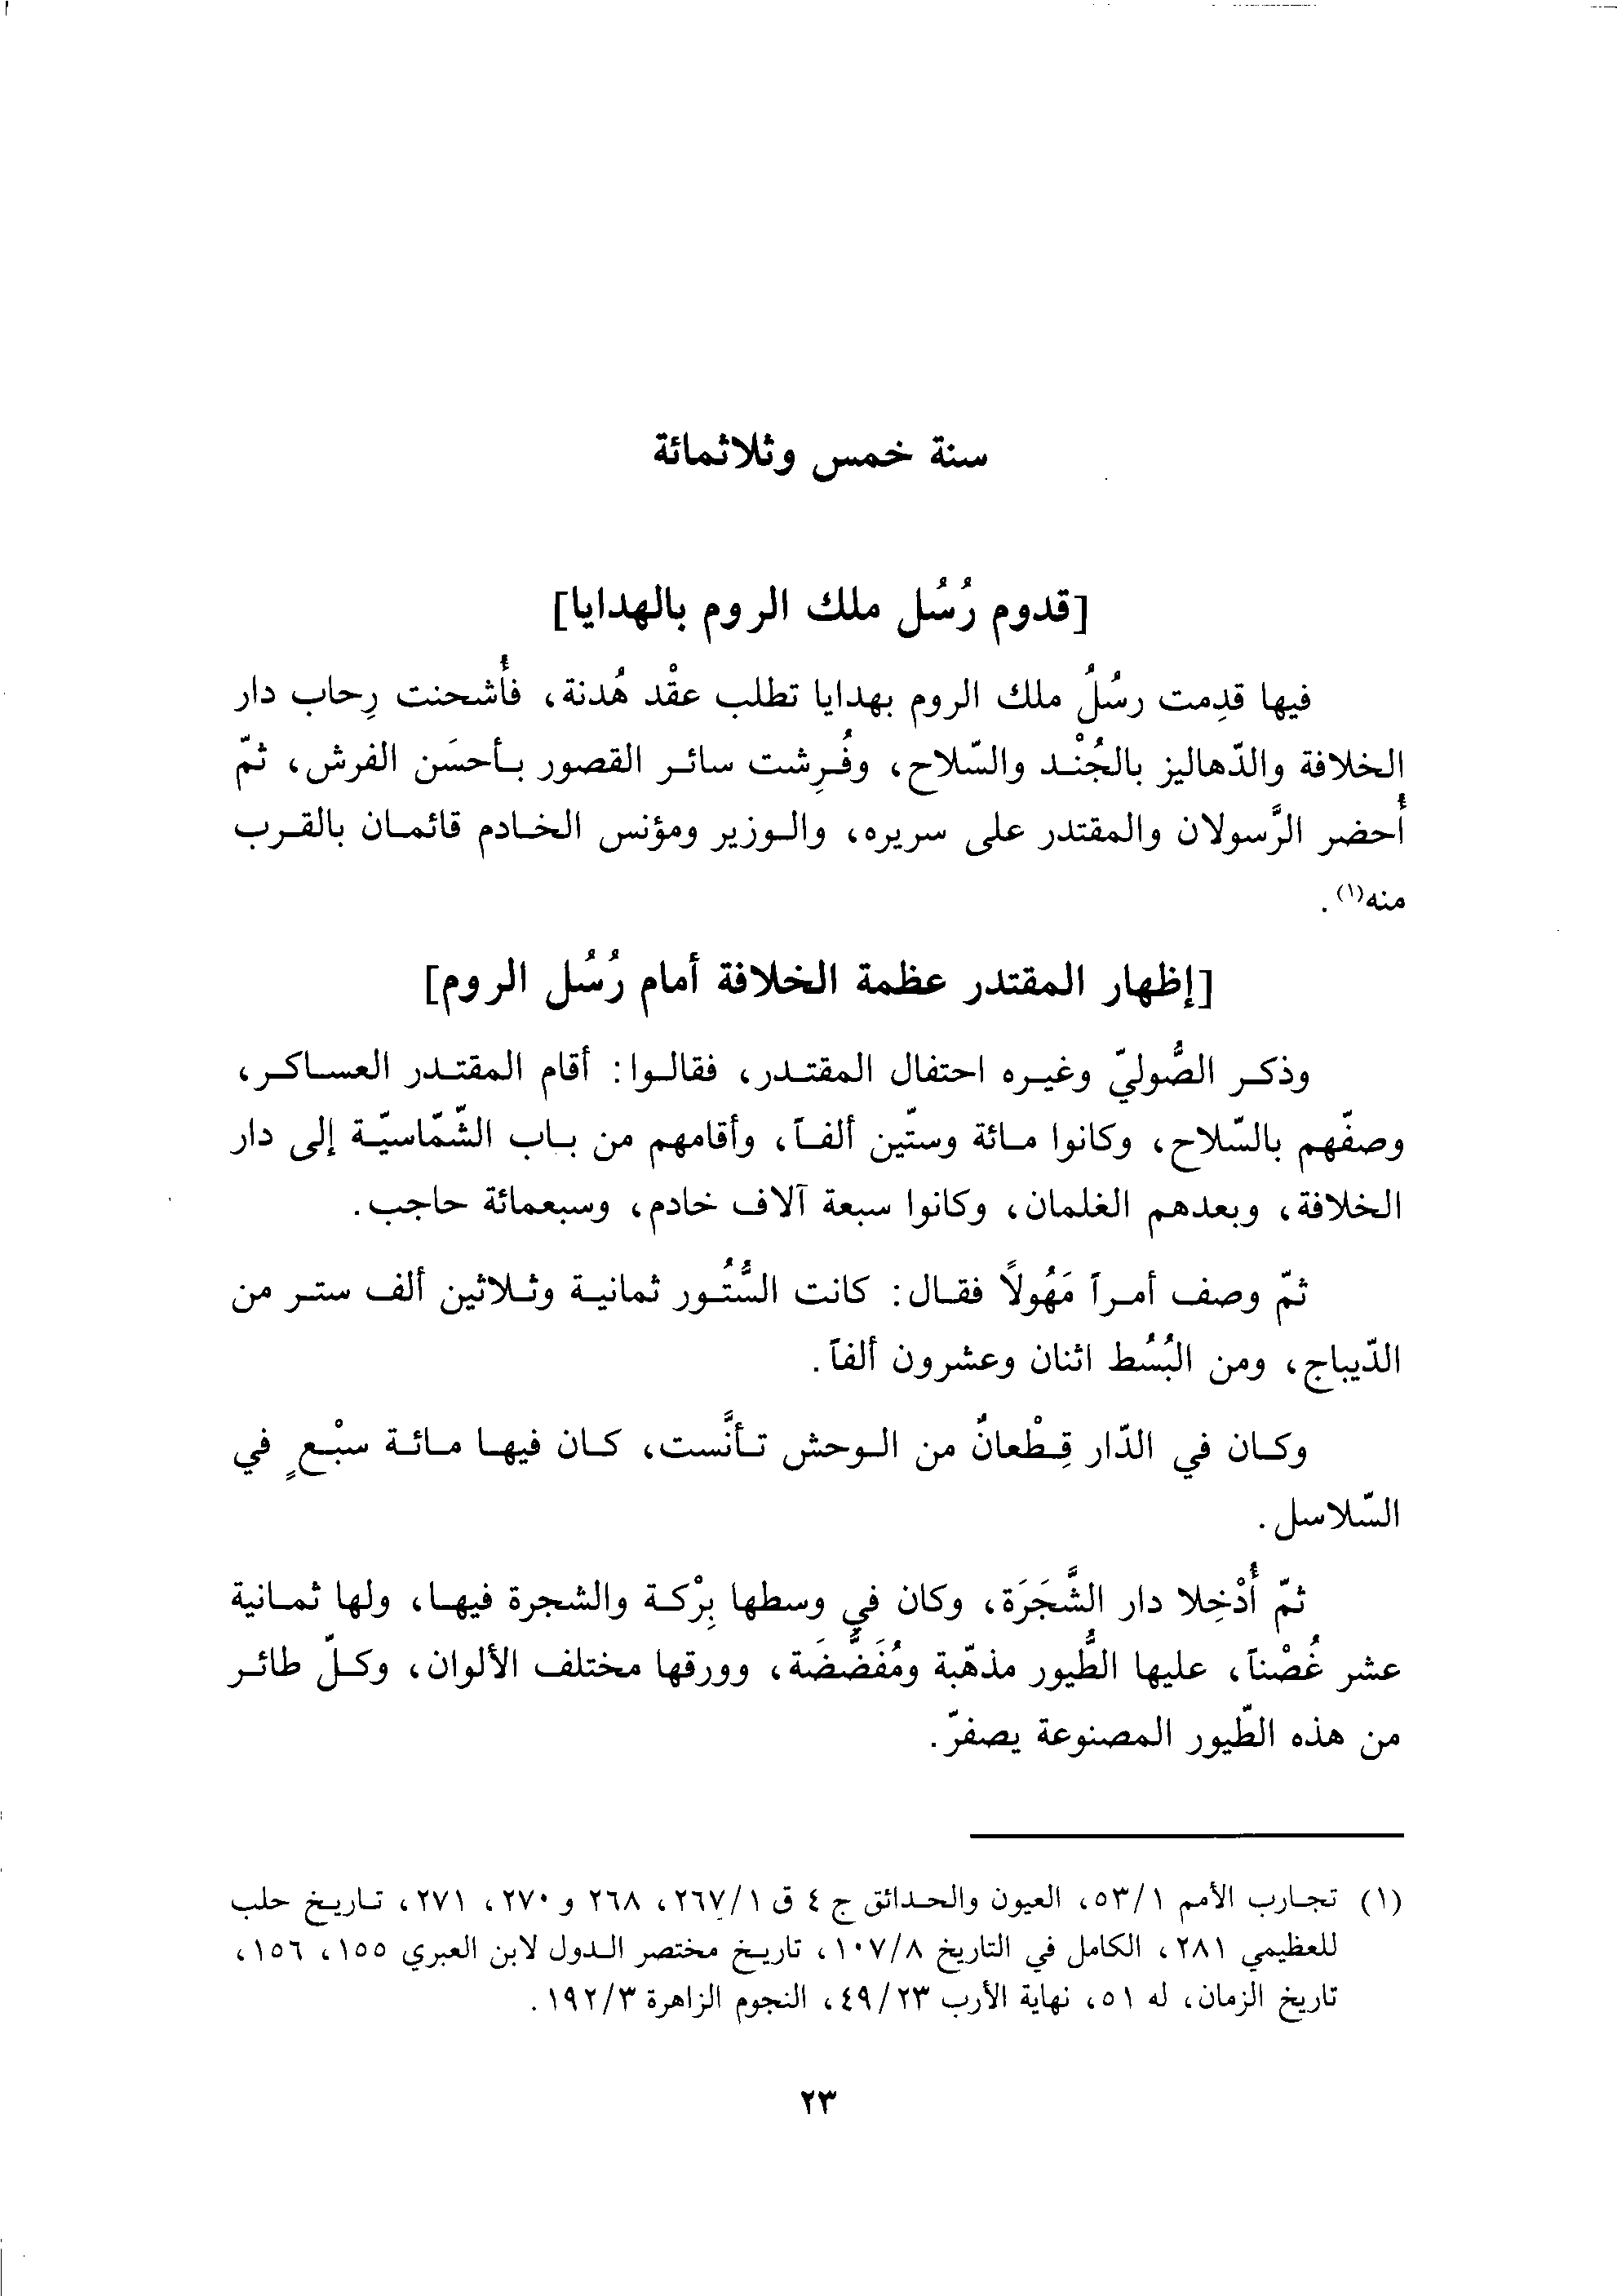 سنة خمس وثلاثمائة
[قدوم رُسُل ملك الروم بالهدايا]
فيها قدِمت رسُلُ ملك الروم بهدايا تطلب عقْد هُدنة، فأُشحنت رِحاب دار
الخلافة والدّهاليز بالجُنْد والسّلاح، وفُرِشت سائر القصور بأحسَن الفرش، ثمّ
أُحضر الرَّسولان والمقتدر على سريره، والوزير ومؤنس الخادم قائمان بالقرب
منه(١).
[إظهار المقتدر عظمة الخلافة أمام رُسُل الروم]
وذكر الصُّوليّ وغيره احتفال المقتدر، فقالوا: أقام المقتدر العساكر،
وصفّهم بالسّلاح، وكانوا مائة وستّين ألفاً، وأقامهم من باب الشّمّاسيّة إلى دار
الخلافة، وبعدهم الغلمان، وكانوا سبعة آلاف خادم، وسبعمائة حاجب.
ثمّ وصف أمراً مَهُولاً فقال: كانت السُّتُور ثمانية وثلاثين ألف ستر من
الدّيباج، ومن البُسُط اثنان وعشرون ألفاً.
وكان في الدّار قِطْعانٌ من الوحش تأنَّست، كان فيها مائة سبْعٍ في
السّلاسل.
ثمّ أُدْخِلا دار الشَّجَرَة، وكان في وسطها بِرْكة والشجرة فيها، ولها ثمانية
عشر غُصْناً، عليها الطُّيور مذهّبة ومُفَضَّضَة، وورقها مختلف الألوان، وكلّ طائر
من هذه الطّيور المصنوعة يصفرّ.
(١) تجارب الأمم ٥٣/١، العيون والحدائق ج ٤ ق ٢٦٧/١، ٢٦٨ و ٢٧٠، ٢٧١، تاريخ حلب
للعظيمي ٢٨١، الكامل في التاريخ ١٠٧/٨، تاريخ مختصر الدول لابن العبري ١٥٥، ١٥٦،
تاريخ الزمان، له ٥١، نهاية الأرب ٤٩/٢٣، النجوم الزاهرة ١٩٢/٣.
٢٣